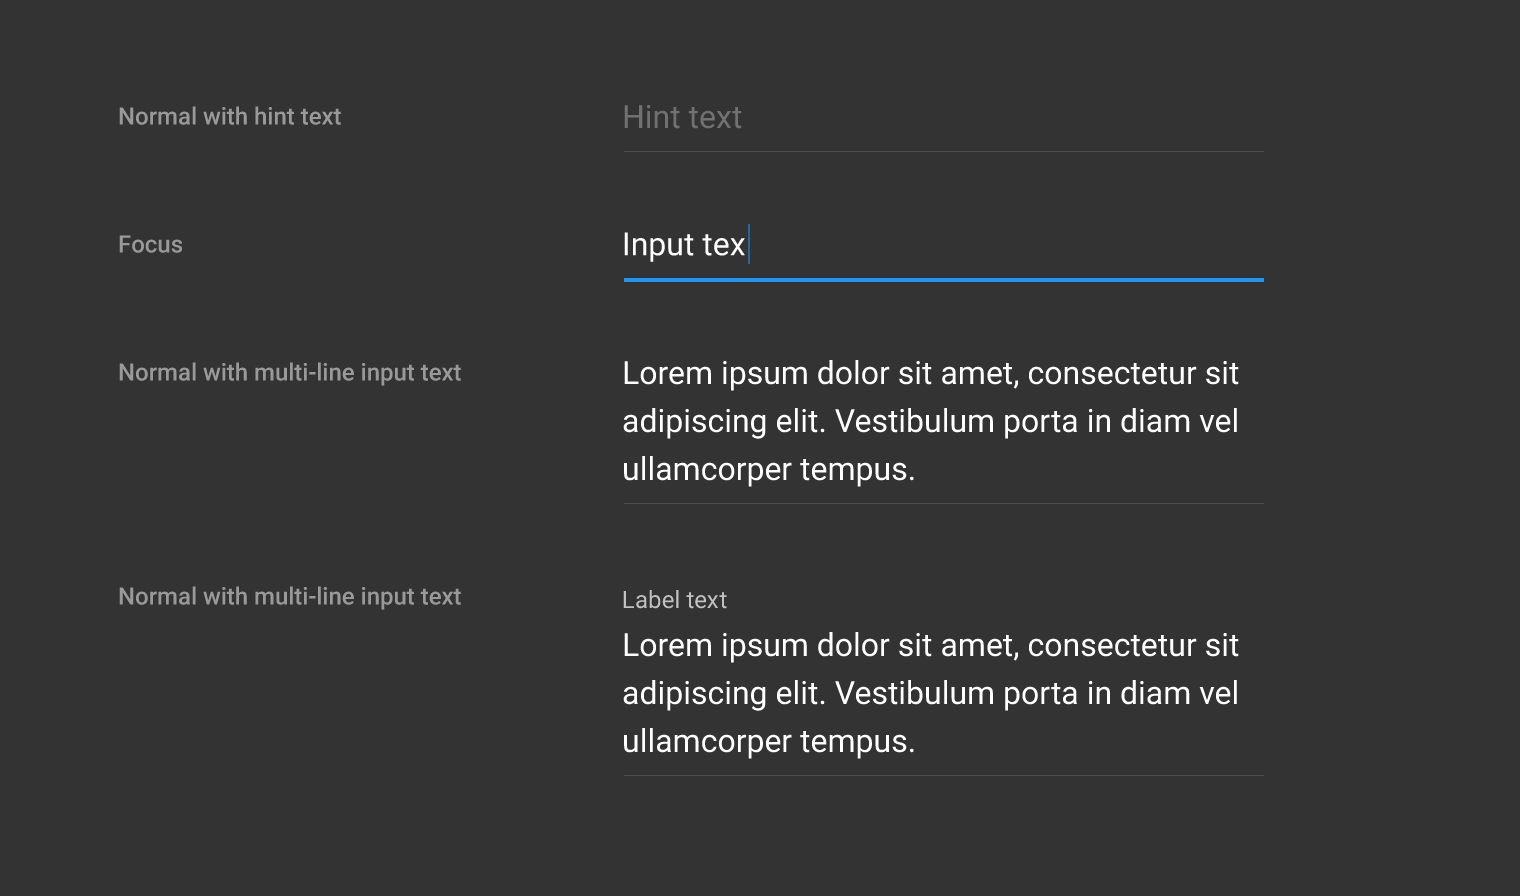 Normal with hint text
Hint text
Focus
Input tex
Normal with multi-line input text
Lorem ipsum dolor sit amet, consectetur sit
adipiscing elit. Vestibulum porta in diam vel
ullamcorper tempus.
Normal with multi-line input text
Label text
Lorem ipsum dolor sit amet, consectetur sit
adipiscing elit. Vestibulum porta in diam vel
ullamcorper tempus.